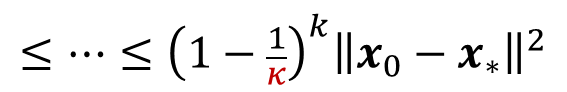 ≤ ⋯ ≤ (1 − 1/κ)^k ‖𝒙₀ − 𝒙∗‖²